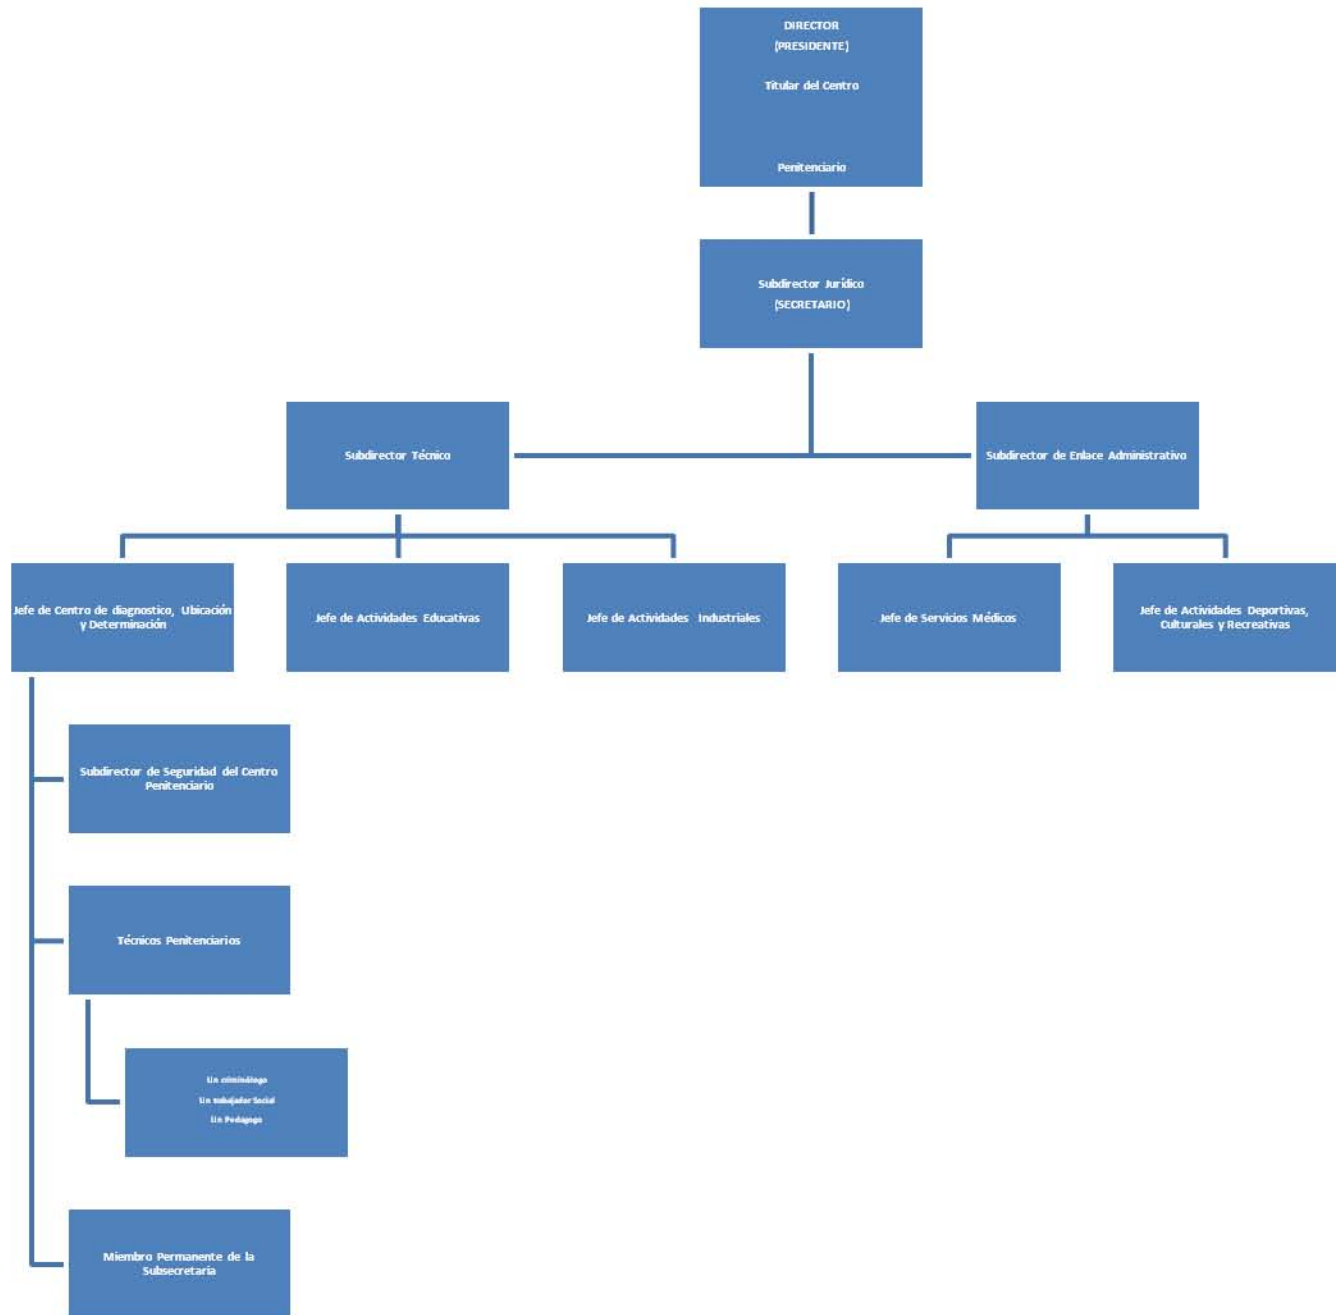 DIRECTOR
(PRESIDENTE)
Titular del Centro
Penitenciario
Subdirector Jurídico
(SECRETARIO)
Subdirector Técnico
Subdirector de Enlace Administrativo
Jefe de Centro de diagnostico, Ubicación
y Determinación
Jefe de Actividades Educativas
Jefe de Actividades Industriales
Jefe de Servicios Médicos
Jefe de Actividades Deportivas,
Culturales y Recreativas
Subdirector de Seguridad del Centro
Penitenciario
Técnicos Penitenciarios
Un criminólogo
Un trabajador Social
Un Pedagogo
Miembro Permanente de la
Subsecretaría